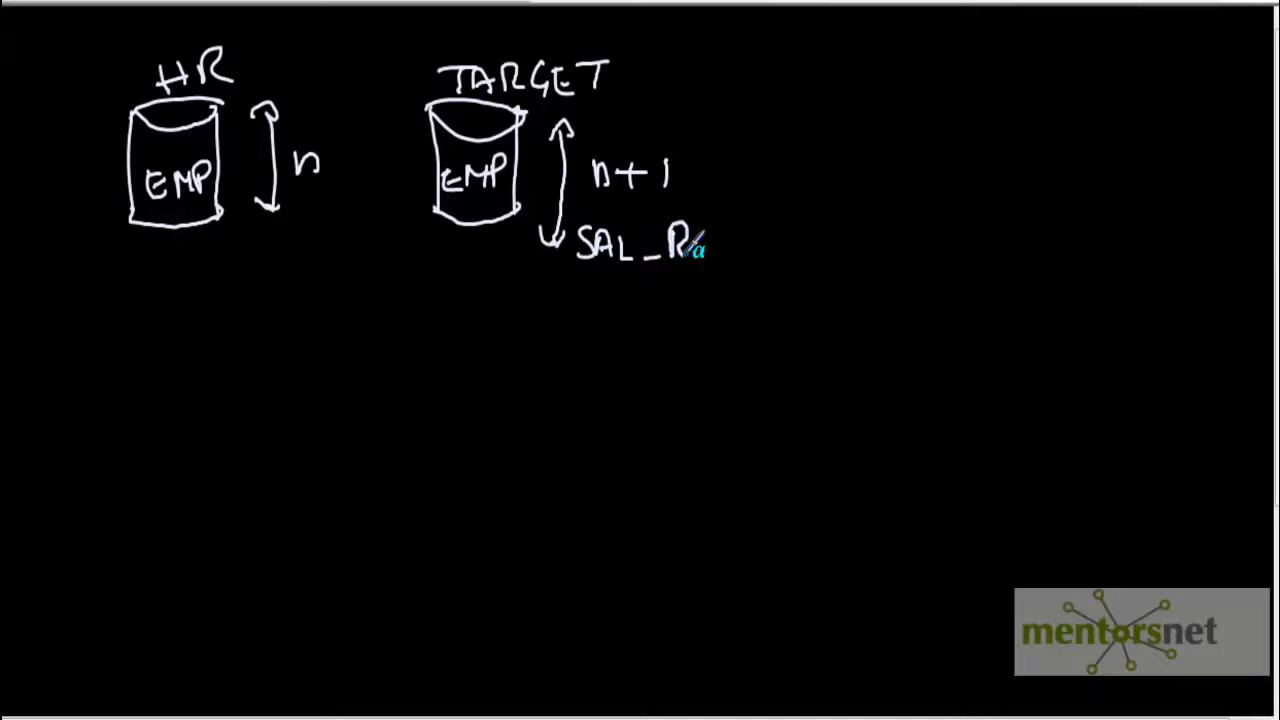 HR
TARGET
EMP
n
EMP
n+1
SAL_R
mentorsnet